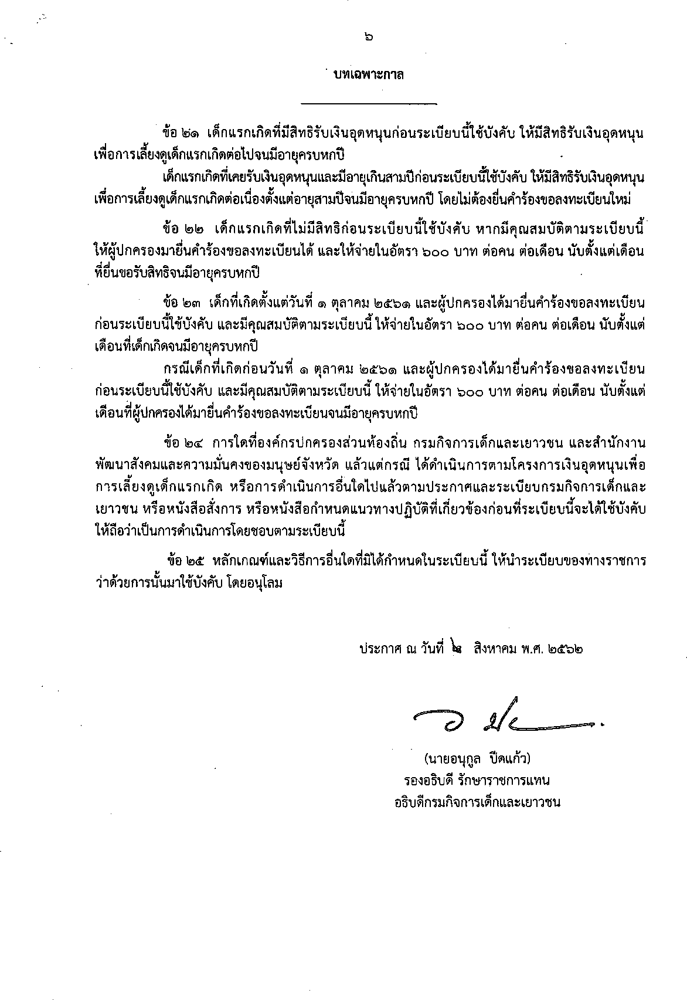 ๖
บทเฉพาะกาล
ข้อ ๒๑ เด็กแรกเกิดที่มีสิทธิรับเงินอุดหนุนก่อนระเบียบนี้ใช้บังคับ ให้มีสิทธิรับเงินอุดหนุน
เพื่อการเลี้ยงดูเด็กแรกเกิดต่อไปจนมีอายุครบหกปี
เด็กแรกเกิดที่เคยรับเงินอุดหนุนและมีอายุเกินสามปีก่อนระเบียบนี้ใช้บังคับ ให้มีสิทธิรับเงินอุดหนุน
เพื่อการเลี้ยงดูเด็กแรกเกิดต่อเนื่องตั้งแต่อายุสามปีจนมีอายุครบหกปี โดยไม่ต้องยื่นคำร้องขอลงทะเบียนใหม่
ข้อ ๒๒ เด็กแรกเกิดที่ไม่มีสิทธิก่อนระเบียบนี้ใช้บังคับ หากมีคุณสมบัติตามระเบียบนี้
ให้ผู้ปกครองมายื่นคำร้องขอลงทะเบียนได้ และให้จ่ายในอัตรา ๖๐๐ บาท ต่อคน ต่อเดือน นับตั้งแต่เดือน
ที่ยื่นขอรับสิทธิจนมีอายุครบหกปี
ข้อ ๒๓ เด็กที่เกิดตั้งแต่วันที่ ๑ ตุลาคม ๒๕๖๑ และผู้ปกครองได้มายื่นคำร้องขอลงทะเบียน
ก่อนระเบียบนี้ใช้บังคับ และมีคุณสมบัติตามระเบียบนี้ ให้จ่ายในอัตรา ๖๐๐ บาท ต่อคน ต่อเดือน นับตั้งแต่
เดือนที่เด็กเกิดจนมีอายุครบหกปี
กรณีเด็กที่เกิดก่อนวันที่ ๑ ตุลาคม ๒๕๖๑ และผู้ปกครองได้มายื่นคำร้องขอลงทะเบียน
ก่อนระเบียบนี้ใช้บังคับ และมีคุณสมบัติตามระเบียบนี้ ให้จ่ายในอัตรา ๖๐๐ บาท ต่อคน ต่อเดือน นับตั้งแต่
เดือนที่ผู้ปกครองได้มายื่นคำร้องขอลงทะเบียนจนมีอายุครบหกปี
ข้อ ๒๔ การใดที่องค์กรปกครองส่วนท้องถิ่น กรมกิจการเด็กและเยาวชน และสำนักงาน
พัฒนาสังคมและความมั่นคงของมนุษย์จังหวัด แล้วแต่กรณี ได้ดำเนินการตามโครงการเงินอุดหนุนเพื่อ
การเลี้ยงดูเด็กแรกเกิด หรือการดำเนินการอื่นใดไปแล้วตามประกาศและระเบียบกรมกิจการเด็กและ
เยาวชน หรือหนังสือสั่งการ หรือหนังสือกำหนดแนวทางปฏิบัติที่เกี่ยวข้องก่อนที่ระเบียบนี้จะได้ใช้บังคับ
ให้ถือว่าเป็นการดำเนินการโดยชอบตามระเบียบนี้
ข้อ ๒๕ หลักเกณฑ์และวิธีการอื่นใดที่มิได้กำหนดในระเบียบนี้ ให้นำระเบียบของทางราชการ
ว่าด้วยการนั้นมาใช้บังคับ โดยอนุโลม
ประกาศ ณ วันที่ ๒ สิงหาคม พ.ศ. ๒๕๖๒
(นายอนุกูล ปีดแก้ว)
รองอธิบดี รักษาราชการแทน
อธิบดีกรมกิจการเด็กและเยาวชน